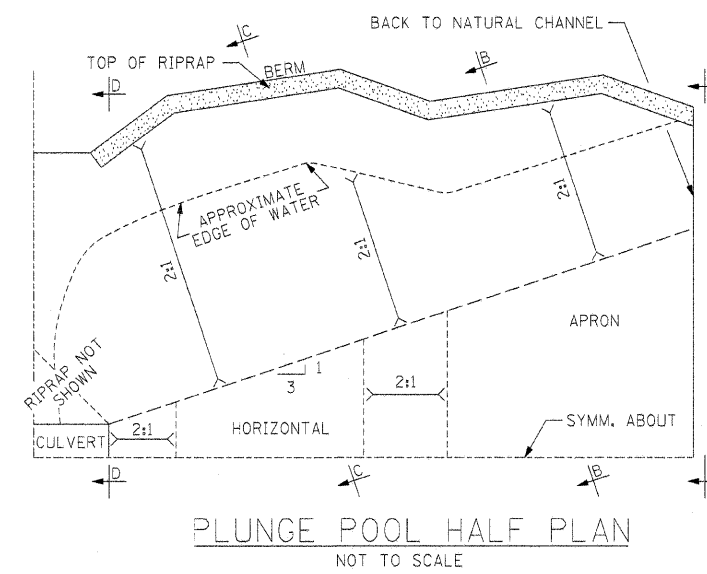 BACK TO NATURAL CHANNEL
C
TOP OF RIPRAP
BERM
B
D
APPROXIMATE
EDGE OF WATER
2:1
2:1
2:1
RIPRAP NOT
SHOWN
1
3
2:1
APRON
CULVERT
2:1
HORIZONTAL
SYMM. ABOUT
D
C
B
PLUNGE POOL HALF PLAN
NOT TO SCALE